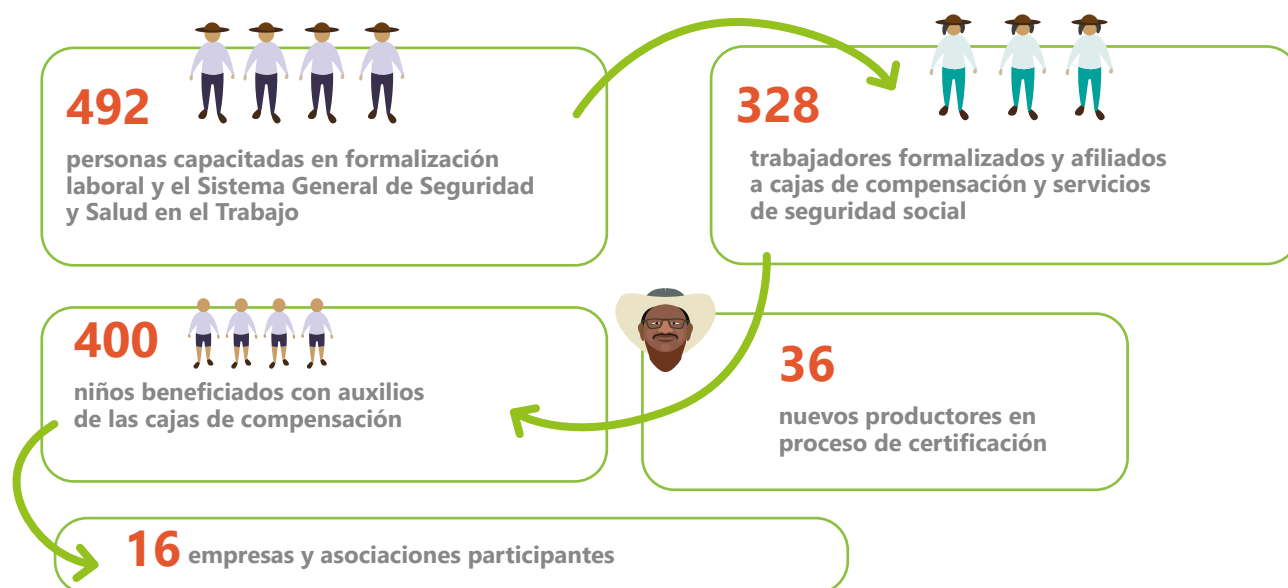 492
personas capacitadas en formalización
laboral y el Sistema General de Seguridad
y Salud en el Trabajo
328
trabajadores formalizados y afiliados
a cajas de compensación y servicios
de seguridad social
400
niños beneficiados con auxilios
de las cajas de compensación
36
nuevos productores en
proceso de certificación
16 empresas y asociaciones participantes